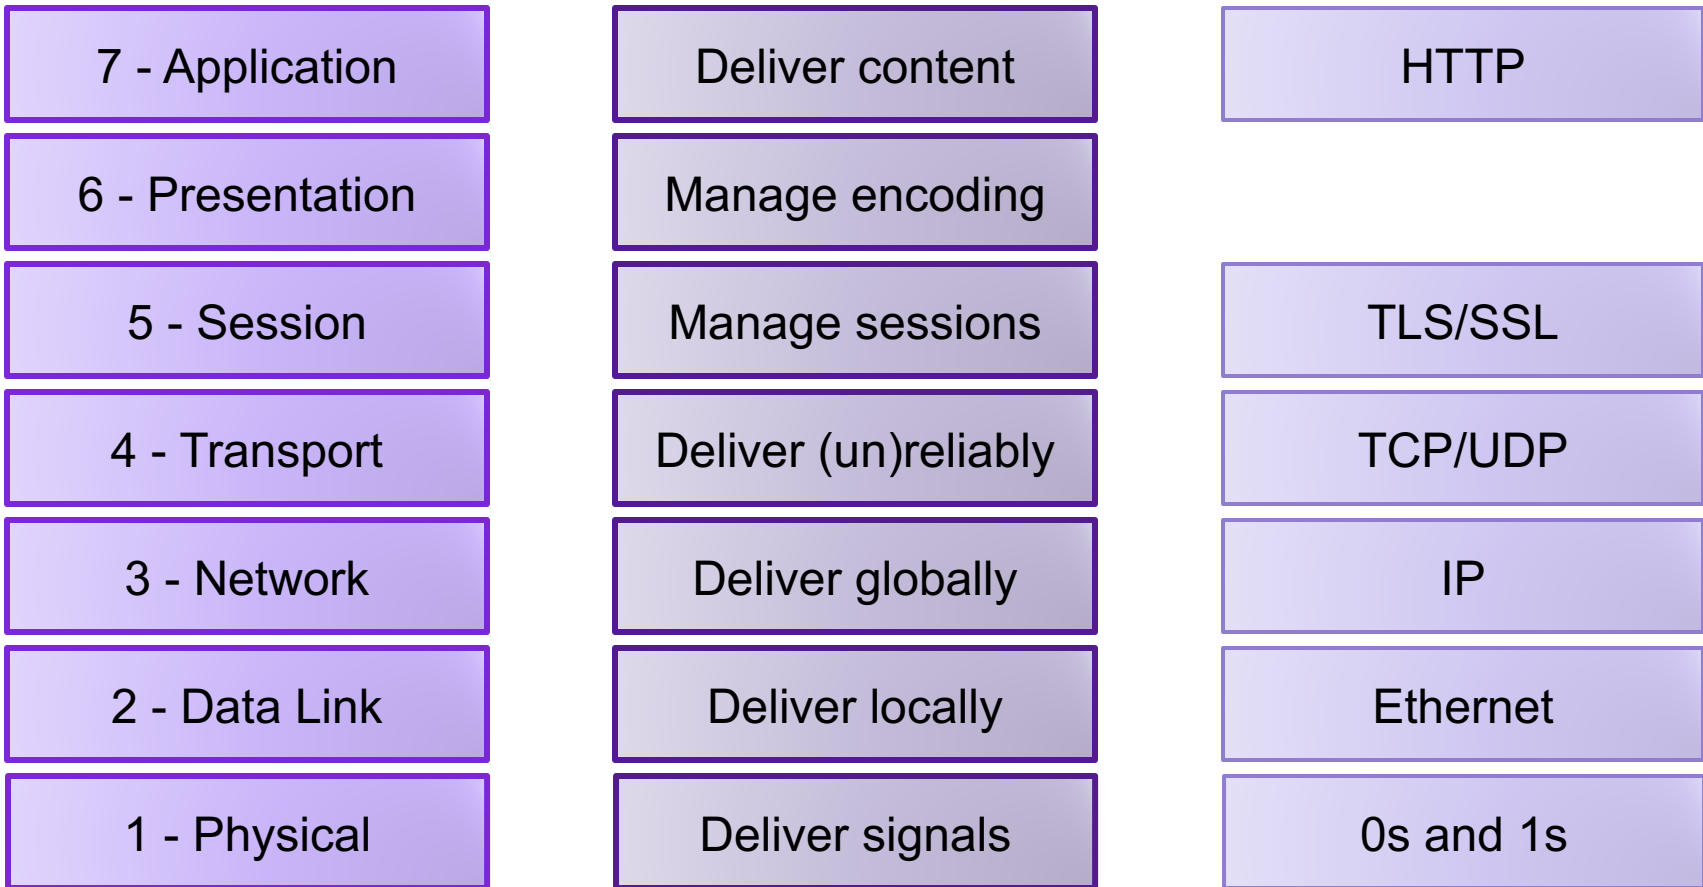 7 - Application
Deliver content
HTTP
6 - Presentation
Manage encoding
5 - Session
Manage sessions
TLS/SSL
4 - Transport
Deliver (un)reliably
TCP/UDP
3 - Network
Deliver globally
IP
2 - Data Link
Deliver locally
Ethernet
1 - Physical
Deliver signals
0s and 1s